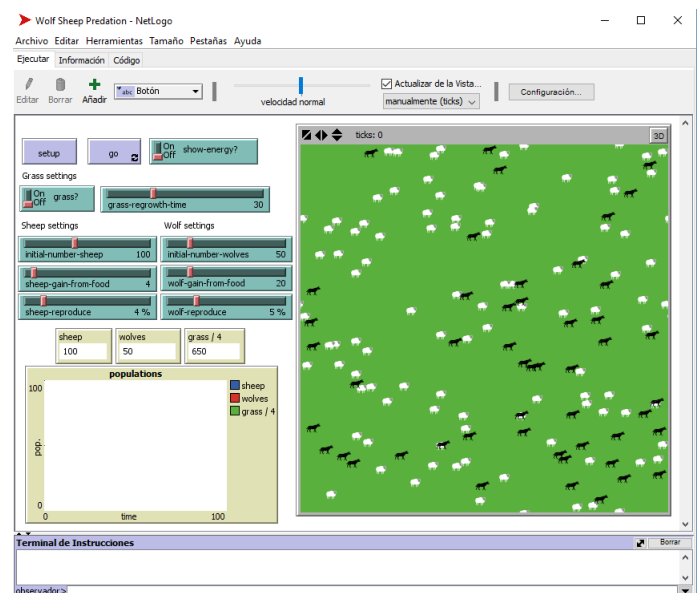 Wolf Sheep Predation - NetLogo
Archivo Editar Herramientas Tamaño Pestañas Ayuda
Ejecutar Información Código
Editar Borrar Añadir
abc Botón
velocidad normal
Actualizar de la Vista...
manualmente (ticks)
Configuración...
setup
go
On
Off
show-energy?
ticks: 0
3D
Grass settings
On
Off
grass?
grass-regrowth-time 30
Sheep settings
Wolf settings
initial-number-sheep 100
initial-number-wolves 50
sheep-gain-from-food 4
wolf-gain-from-food 20
sheep-reproduce 4 %
wolf-reproduce 5 %
sheep
100
wolves
50
grass / 4
650
populations
100
pop.
0
0 time 100
sheep
wolves
grass / 4
Terminal de Instrucciones
Borrar
observador>